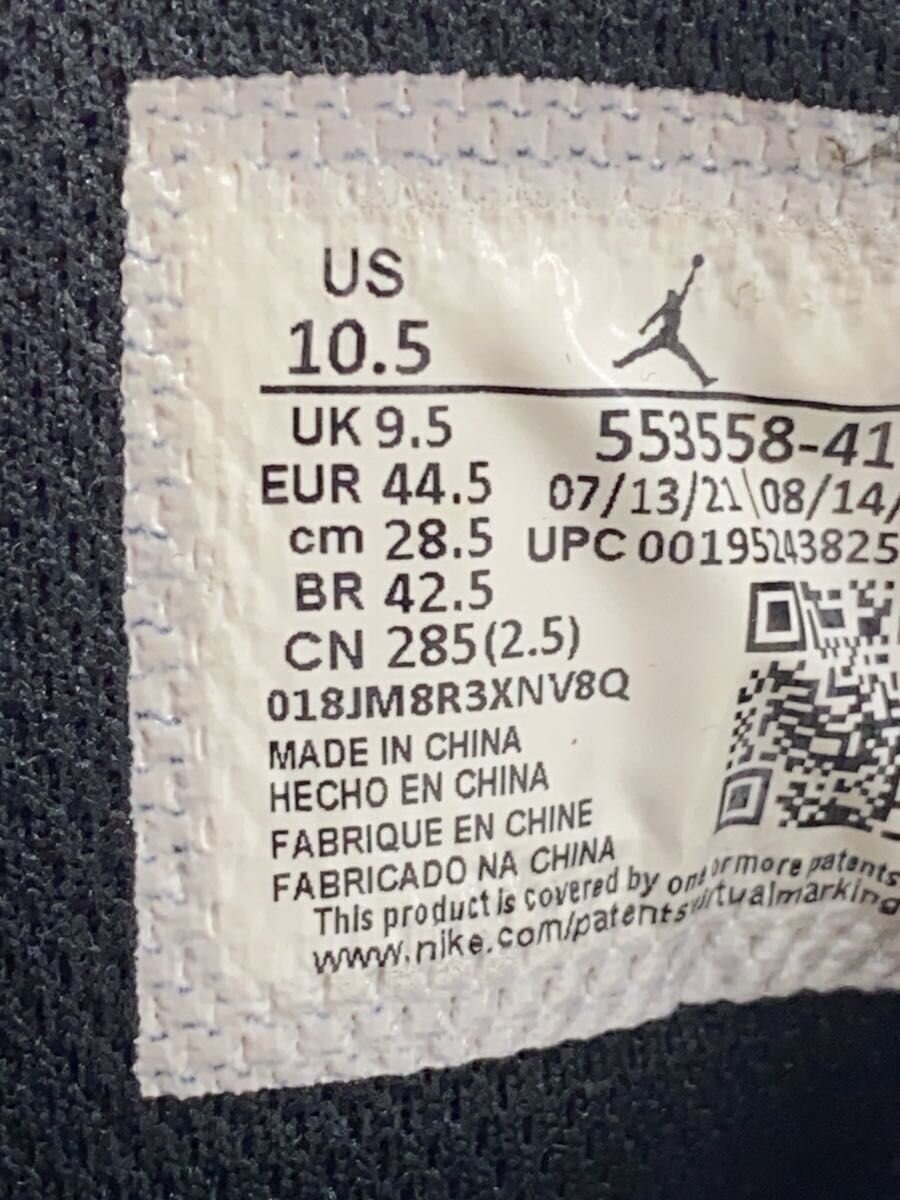 US
10.5
UK 9.5
EUR 44.5
cm 28.5
BR 42.5
CN 285(2.5)
553558-41
07/13/21\08/14/
UPC 00195243825
018JM8R3XNV8Q
MADE IN CHINA
HECHO EN CHINA
FABRIQUE EN CHINE
FABRICADO NA CHINA
This product is covered by one or more patents
www.nike.com/patentsvirtualmarking